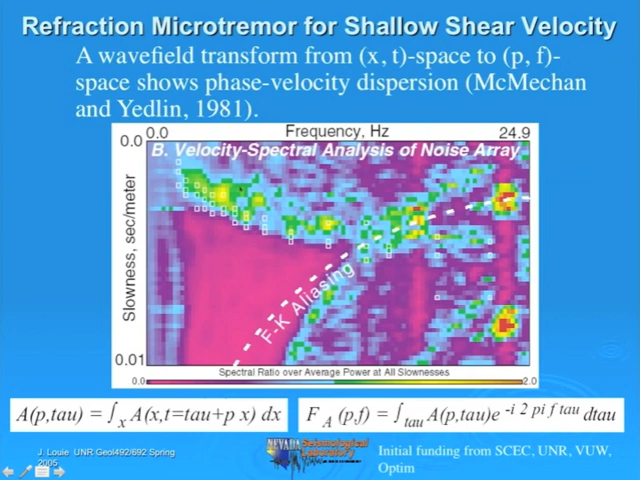 Refraction Microtremor for Shallow Shear Velocity
A wavefield transform from (x, t)-space to (p, f)-
space shows phase-velocity dispersion (McMechan
and Yedlin, 1981).
0.0 Frequency, Hz 24.9
0.0
B. Velocity-Spectral Analysis of Noise Array
Slowness, sec/meter
F-K Aliasing
0.01
Spectral Ratio over Average Power at All Slownesses
0.0 2.0
A(p,tau) = ∫x A(x,t=tau+p x) dx
FA (p,f) = ∫tau A(p,tau)e -i 2 pi f tau dtau
J. Louie UNR Geol492/692 Spring
2005
NEVADA Seismological
Laboratory
Initial funding from SCEC, UNR, VUW,
Optim